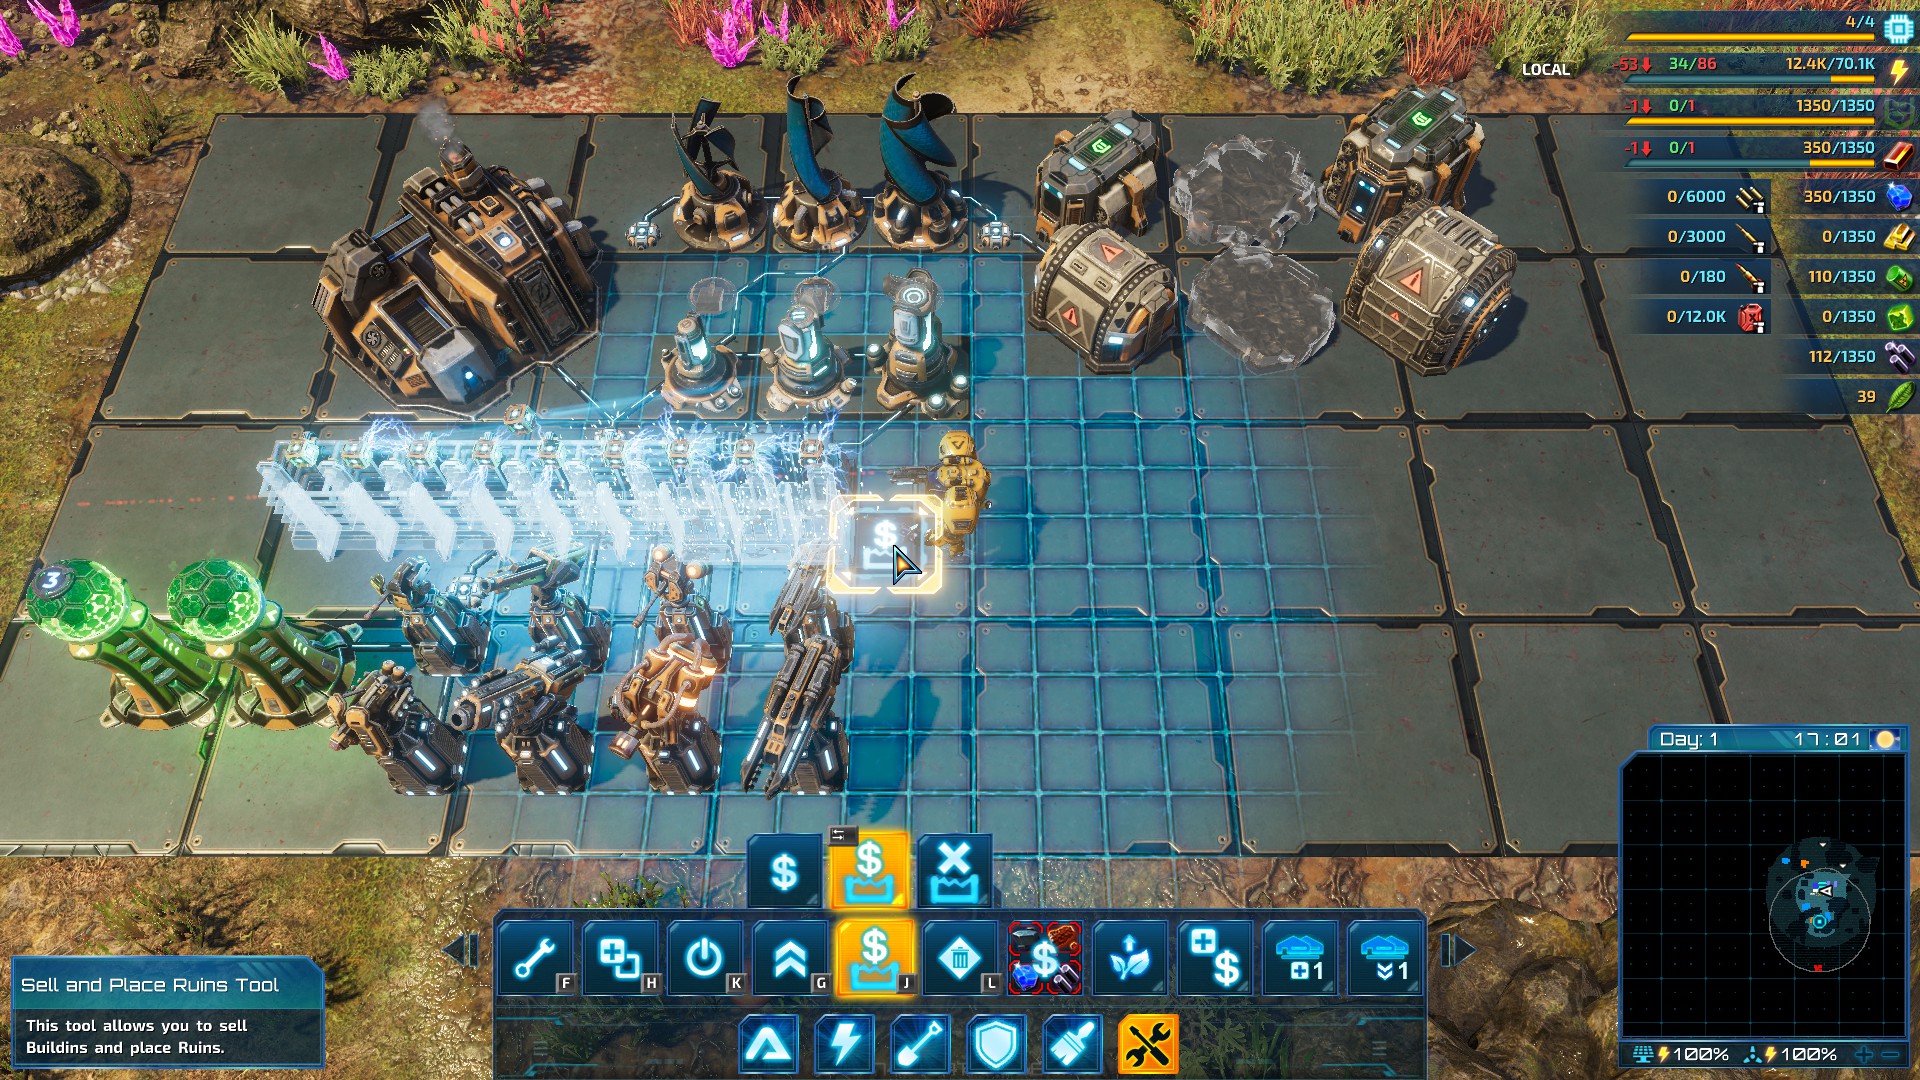 4/4
LOCAL
-53 34/86 12.4K/70.1K
-1 0/1 1350/1350
-1 0/1 350/1350
0/6000 350/1350
0/3000 0/1350
0/180 110/1350
0/12.0K 0/1350
112/1350
39
3
$
Day: 1 17:01
$ $
F H K G $ J L $ $ 1 1
Sell and Place Ruins Tool
This tool allows you to sell
Buildins and place Ruins.
100% 100%